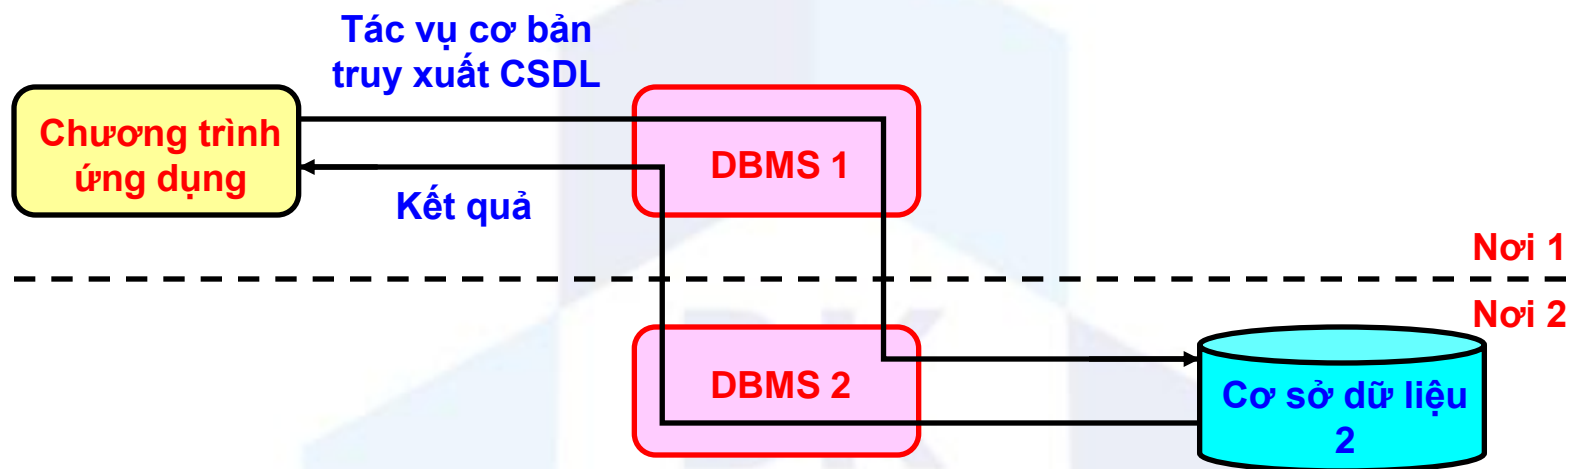 Tác vụ cơ bản
truy xuất CSDL
Chương trình
ứng dụng
DBMS 1
Kết quả
Nơi 1
Nơi 2
DBMS 2
Cơ sở dữ liệu
2
BK